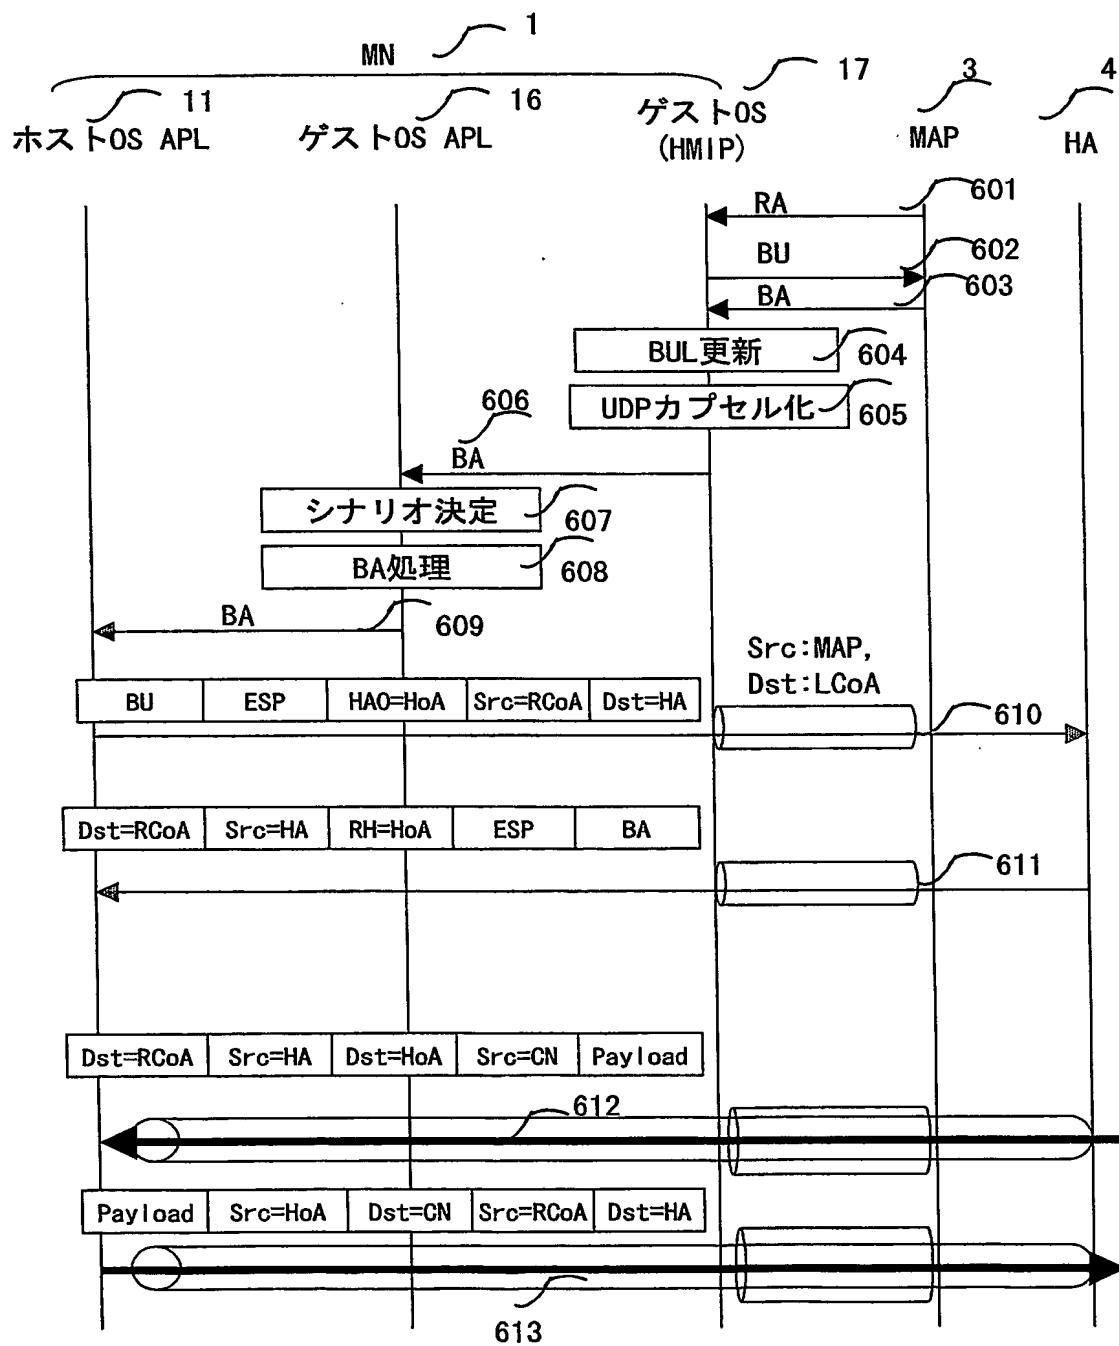 1
MN
11
16
17
3
4
ホストOS APL
ゲストOS APL
ゲストOS
(HMIP)
MAP
HA
RA
601
BU
602
BA
603
BUL更新
604
UDPカプセル化
605
606
BA
シナリオ決定
607
BA処理
608
BA
609
Src:MAP,
Dst:LCoA
BU ESP HAO=HoA Src=RCoA Dst=HA
610
Dst=RCoA Src=HA RH=HoA ESP BA
611
Dst=RCoA Src=HA Dst=HoA Src=CN Payload
612
Payload Src=HoA Dst=CN Src=RCoA Dst=HA
613